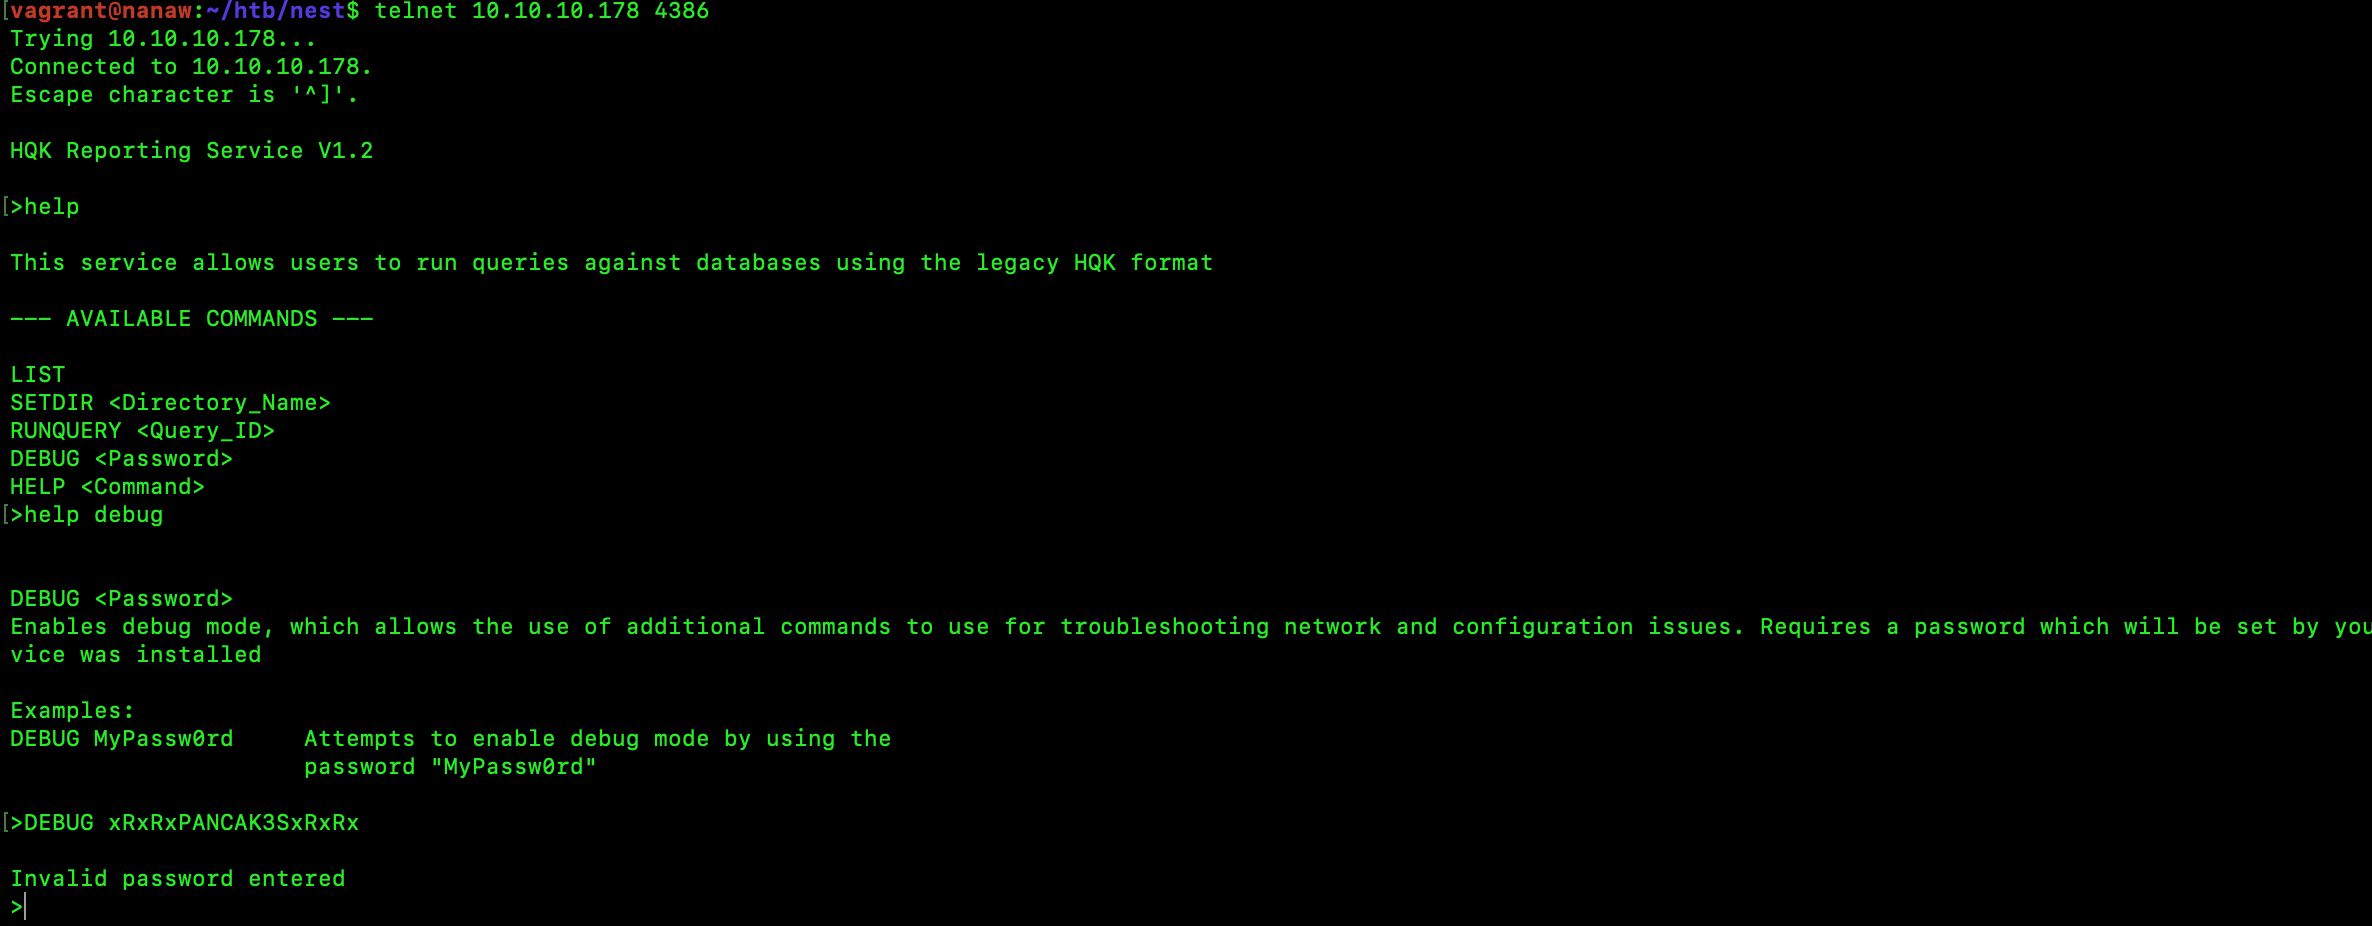 [vagrant@nanaw:~/htb/nest$ telnet 10.10.10.178 4386
Trying 10.10.10.178...
Connected to 10.10.10.178.
Escape character is '^]'.
HQK Reporting Service V1.2
[>help
This service allows users to run queries against databases using the legacy HQK format
--- AVAILABLE COMMANDS ---
LIST
SETDIR <Directory_Name>
RUNQUERY <Query_ID>
DEBUG <Password>
HELP <Command>
[>help debug
DEBUG <Password>
Enables debug mode, which allows the use of additional commands to use for troubleshooting network and configuration issues. Requires a password which will be set by you
vice was installed
Examples:
DEBUG MyPassw0rd     Attempts to enable debug mode by using the
                     password "MyPassw0rd"
[>DEBUG xRxRxPANCAK3SxRxRx
Invalid password entered
>